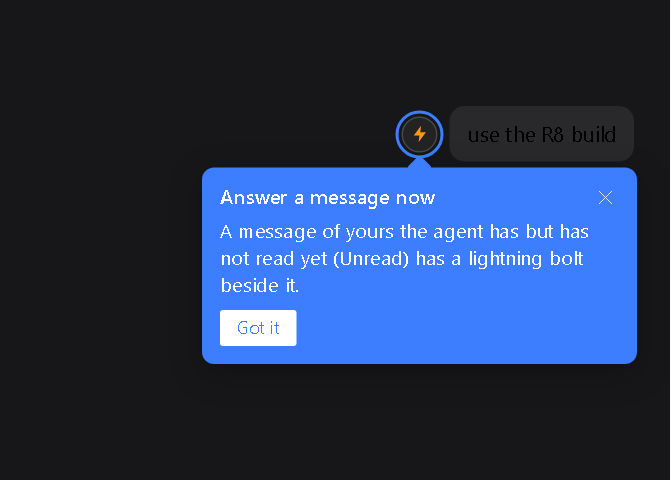 use the R8 build
Answer a message now
A message of yours the agent has but has
not read yet (Unread) has a lightning bolt
beside it.
Got it